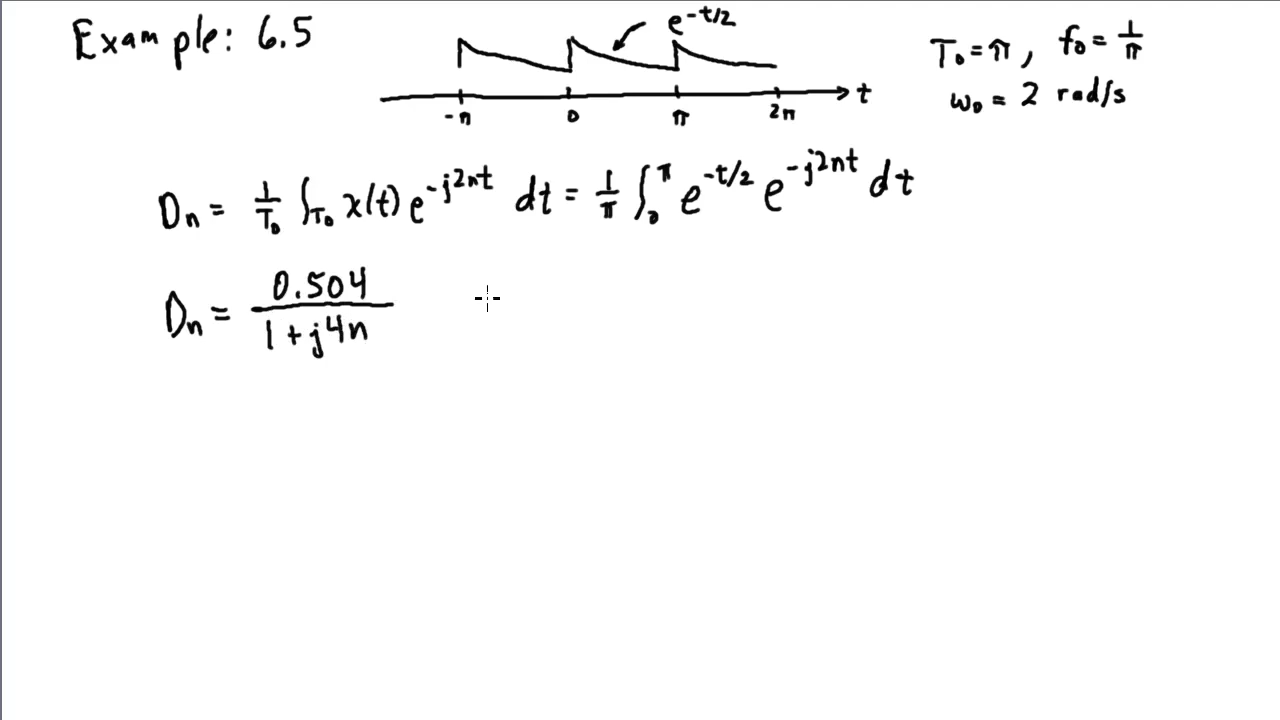 Example: 6.5
e^{-t/2}
T₀ = π, f₀ = 1/π
ω₀ = 2 rad/s
t
-π 0 π 2π
Dₙ = 1/T₀ ∫_{T₀} x(t) e^{-j2nt} dt = 1/π ∫₀^π e^{-t/2} e^{-j2nt} dt
Dₙ = 0.504/(1 + j4n)